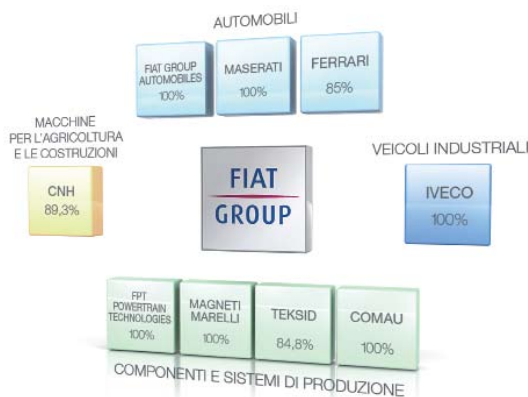 AUTOMOBILI
FIAT GROUP
AUTOMOBILES
100%
MASERATI
100%
FERRARI
85%
MACCHINE
PER L'AGRICOLTURA
E LE COSTRUZIONI
CNH
89,3%
FIAT
GROUP
VEICOLI INDUSTRIALI
IVECO
100%
FPT
POWERTRAIN
TECHNOLOGIES
100%
MAGNETI
MARELLI
100%
TEKSID
84,8%
COMAU
100%
COMPONENTI E SISTEMI DI PRODUZIONE